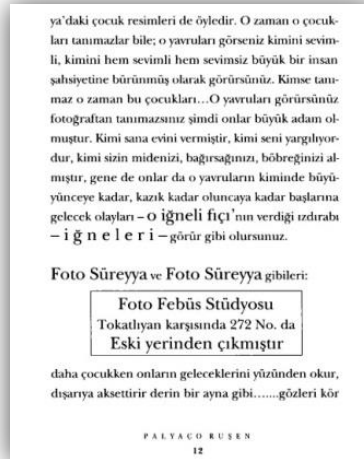 ya'daki çocuk resimleri de öyledir. O zaman o çocuk-
ları tanımazlar bile; o yavruları görseniz kimini sevim-
li, kimini hem sevimli hem sevimsiz büyük bir insan
şahsiyetine bürünmüş olarak görürsünüz. Kimse tanı-
maz o zaman bu çocukları...O yavruları görürsünüz
fotoğraftan tanımazsınız şimdi onlar büyük adam ol-
muştur. Kimi sana evini vermiştir, kimi seni yargılıyor-
dur, kimi sizin midenizi, bağırsağınızı, böbreğinizi al-
mıştır, gene de onlar da o yavruların kiminde büyü-
yünceye kadar, kazık kadar oluncaya kadar başlarına
gelecek olayları – o iğneli fıçı'nın verdiği ızdırabı
– i ğ n e l e r i – görür gibi olursunuz.
Foto Süreyya ve Foto Süreyya gibileri:
Foto Febüs Stüdyosu
Tokatlıyan karşısında 272 No. da
Eski yerinden çıkmıştır
daha çocukken onların geleceklerini yüzünden okur,
dışarıya aksettirir derin bir ayna gibi.......gözleri kör
PALYAÇO RUŞEN
12